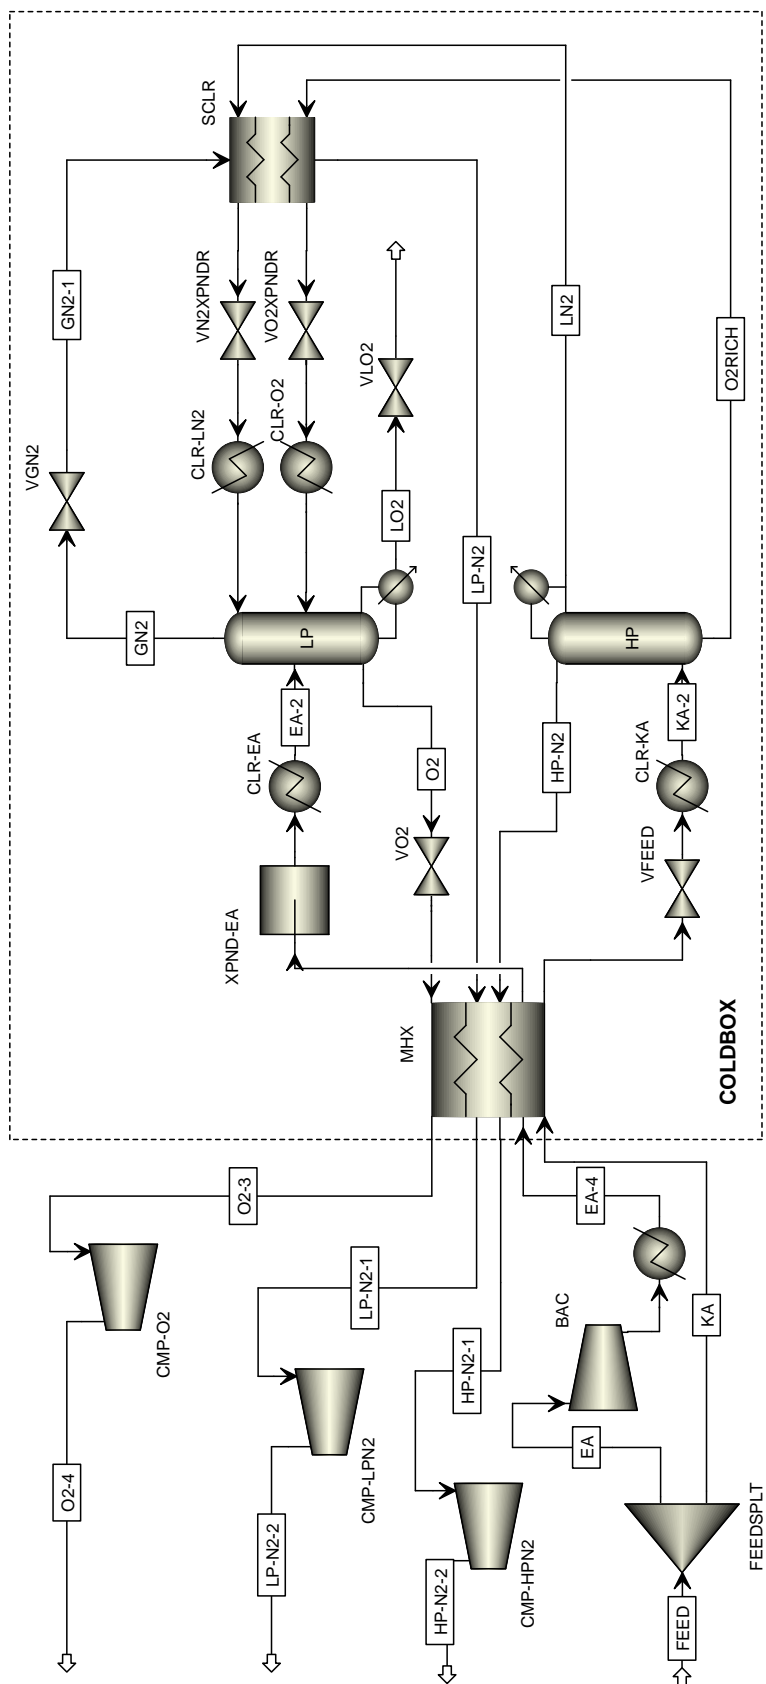 SCLR
GN2-1
VN2XPNDR
VO2XPNDR
VLO2
LN2
O2RICH
VGN2
CLR-LN2
CLR-O2
LO2
LP-N2
GN2
LP
HP
EA-2
KA-2
CLR-EA
O2
HP-N2
CLR-KA
VO2
VFEED
XPND-EA
MHX
COLDBOX
O2-3
EA-4
LP-N2-1
KA
BAC
CMP-O2
HP-N2-1
EA
O2-4
CMP-LPN2
LP-N2-2
CMP-HPN2
FEEDSPLT
HP-N2-2
FEED